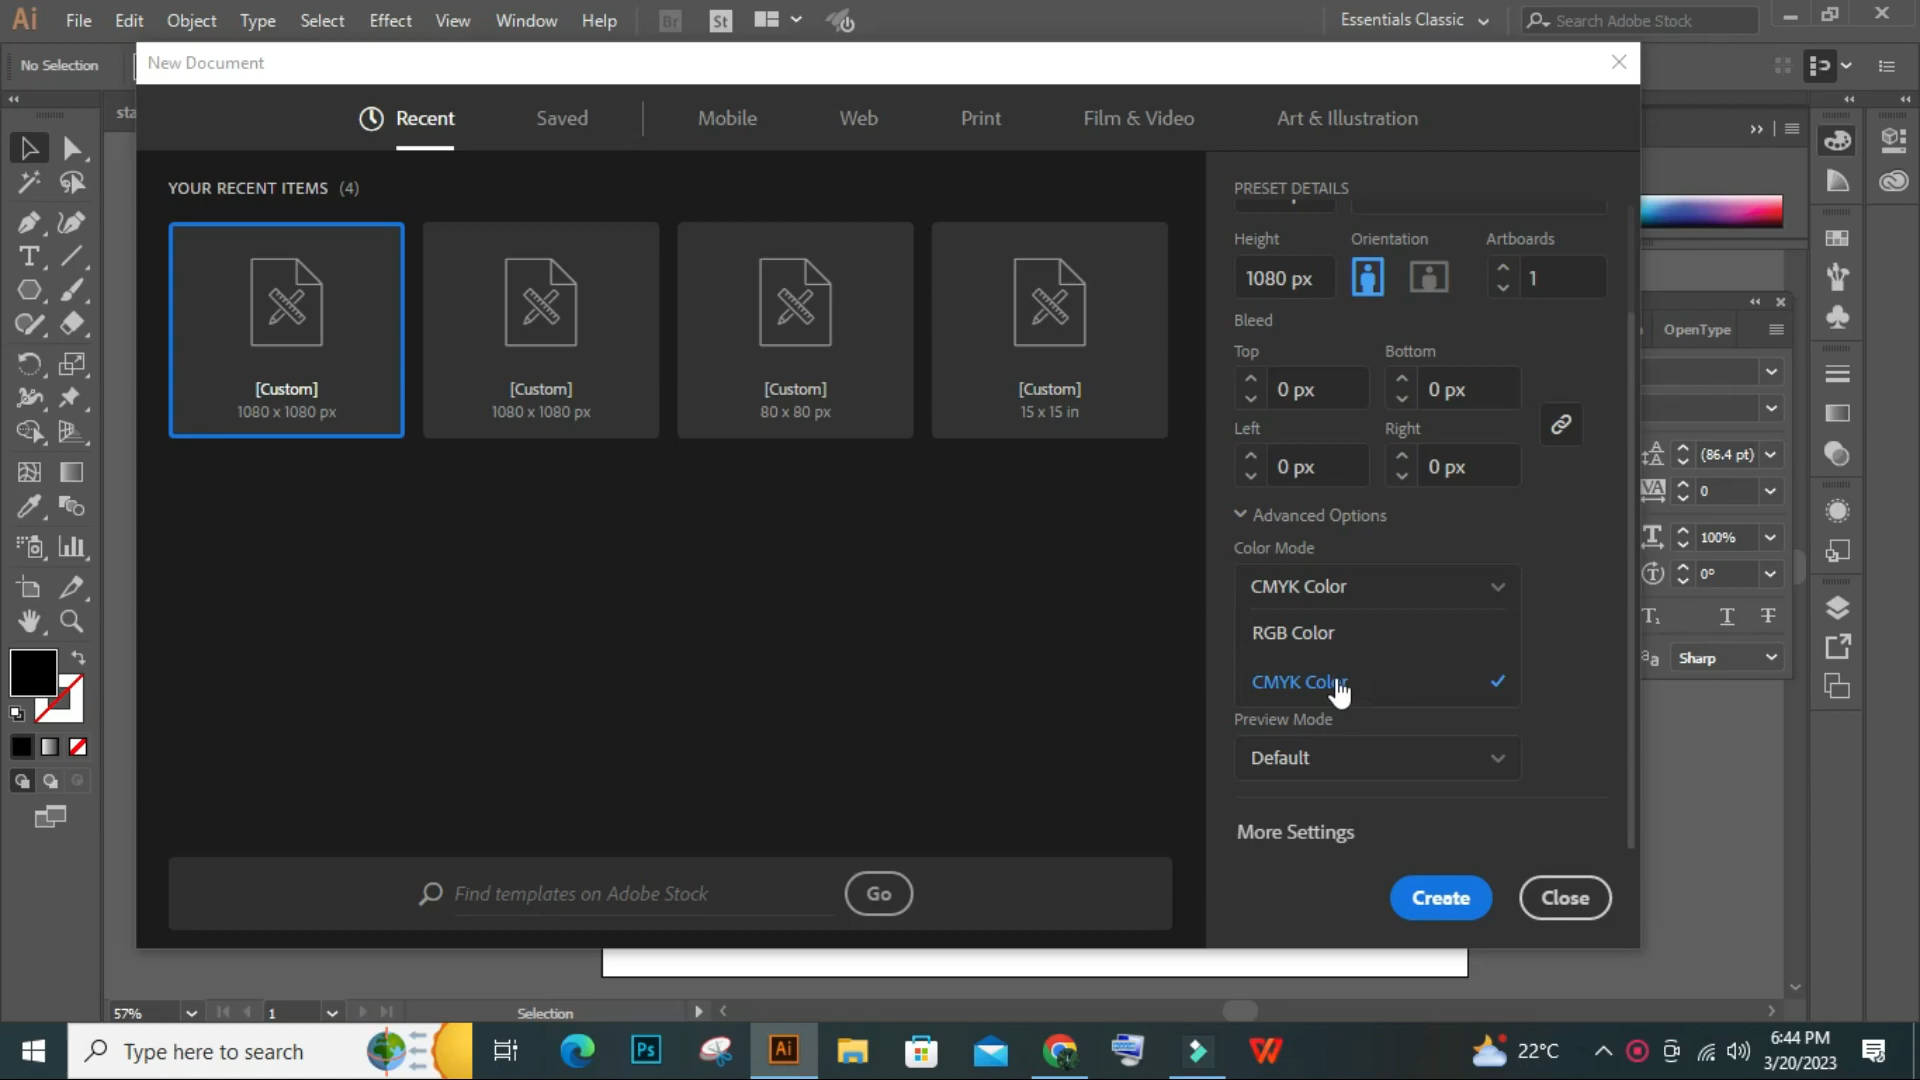 Ai File Edit Object Type Select Effect View Window Help Br St Essentials Classic Search Adobe Stock
No Selection
New Document
Recent Saved Mobile Web Print Film & Video Art & Illustration
YOUR RECENT ITEMS (4)
[Custom]
1080 x 1080 px
[Custom]
1080 x 1080 px
[Custom]
80 x 80 px
[Custom]
15 x 15 in
Find templates on Adobe Stock Go
PRESET DETAILS
Height Orientation Artboards
1080 px 1
Bleed
Top Bottom
0 px 0 px
Left Right
0 px 0 px
Advanced Options
Color Mode
CMYK Color
RGB Color
CMYK Color
Preview Mode
Default
More Settings
Create Close
OpenType
(86.4 pt)
VA 0
100%
0°
Sharp
57% 1 Selection
Type here to search Ps Ai 22°C 6:44 PM
3/20/2023